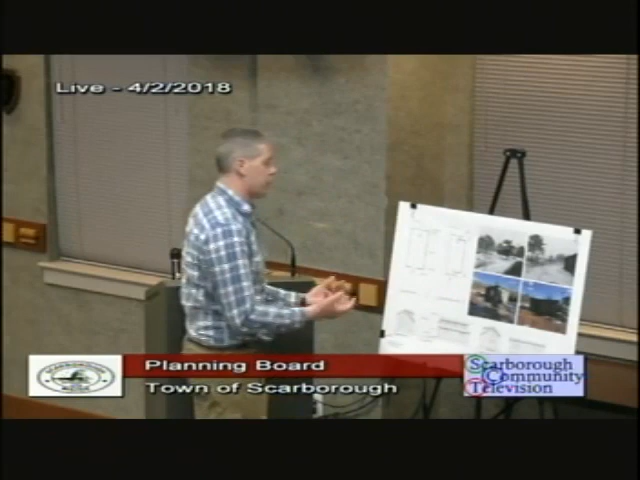 Live - 4/2/2018
Planning Board
Town of Scarborough
Scarborough
Community
Television